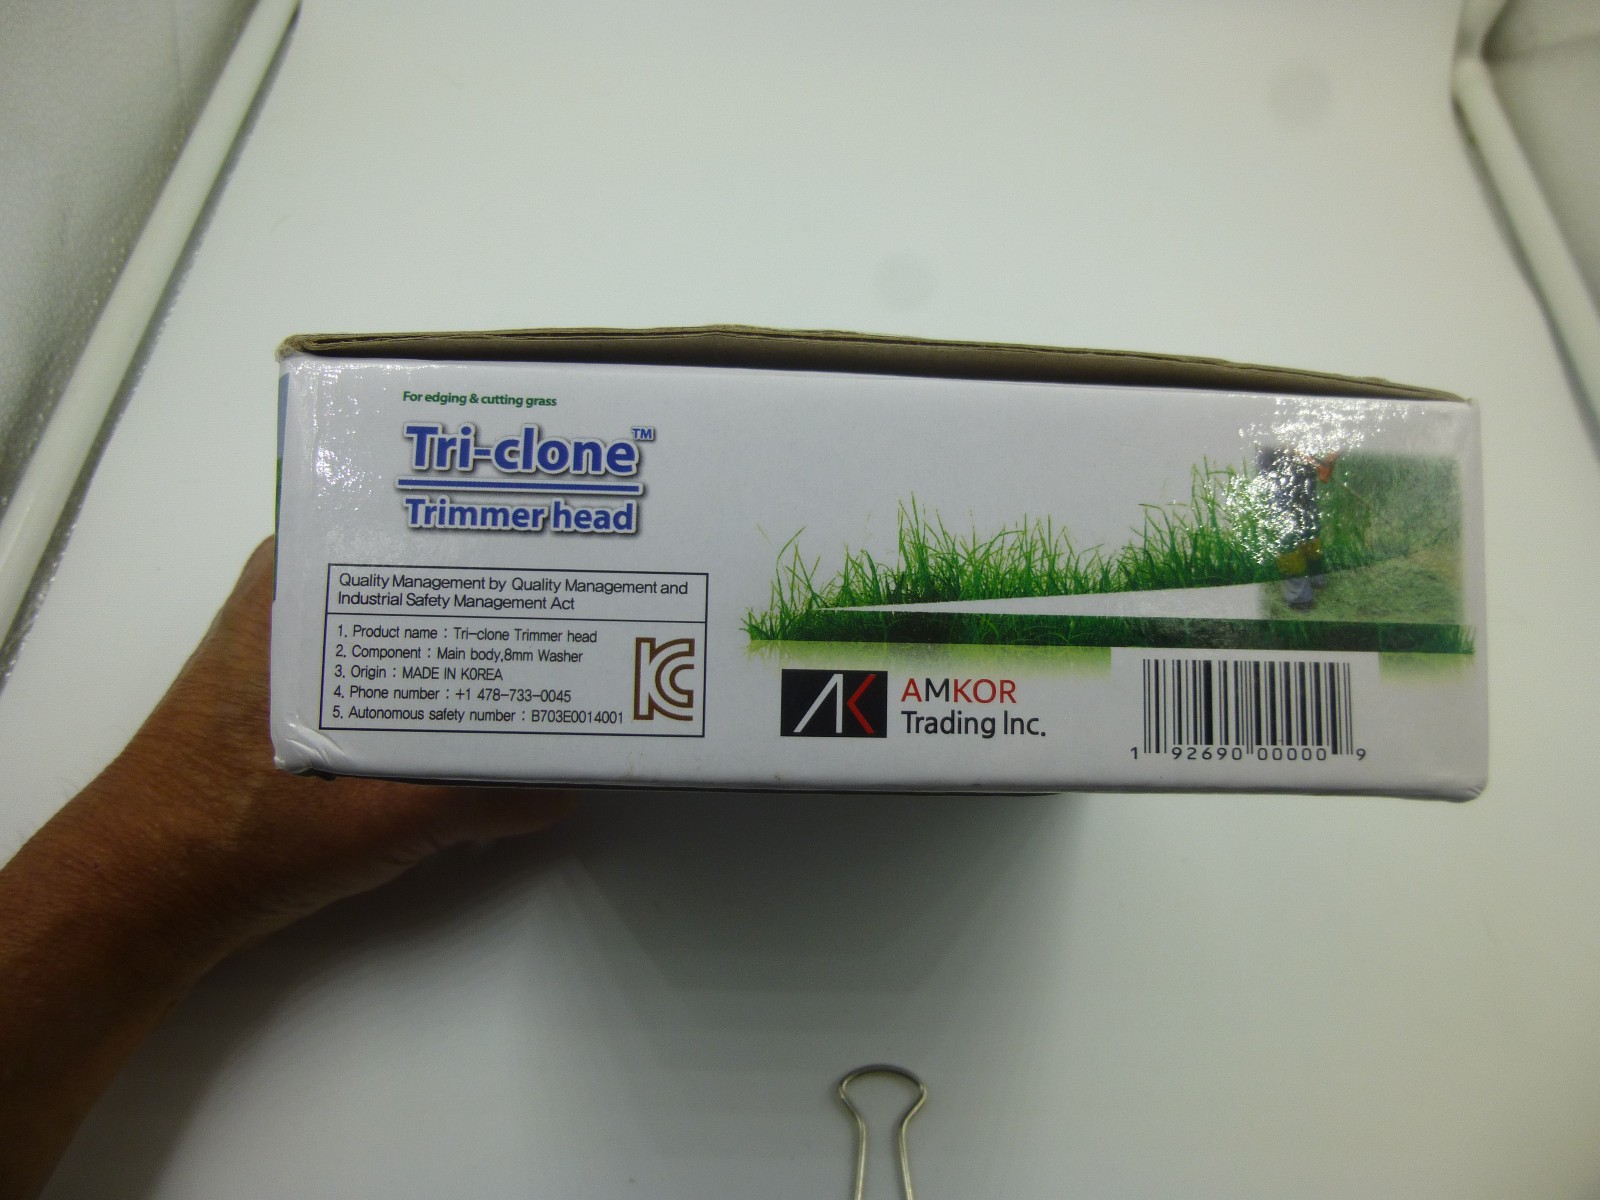 For edging & cutting grass
Tri-clone™
Trimmer head
Quality Management by Quality Management and
Industrial Safety Management Act
1. Product name : Tri-clone Trimmer head
2. Component : Main body,8mm Washer
3. Origin : MADE IN KOREA
4. Phone number : +1 478-733-0045
5. Autonomous safety number : B703E0014001
KC
AK
AMKOR
Trading Inc.
1 92690 00000 9